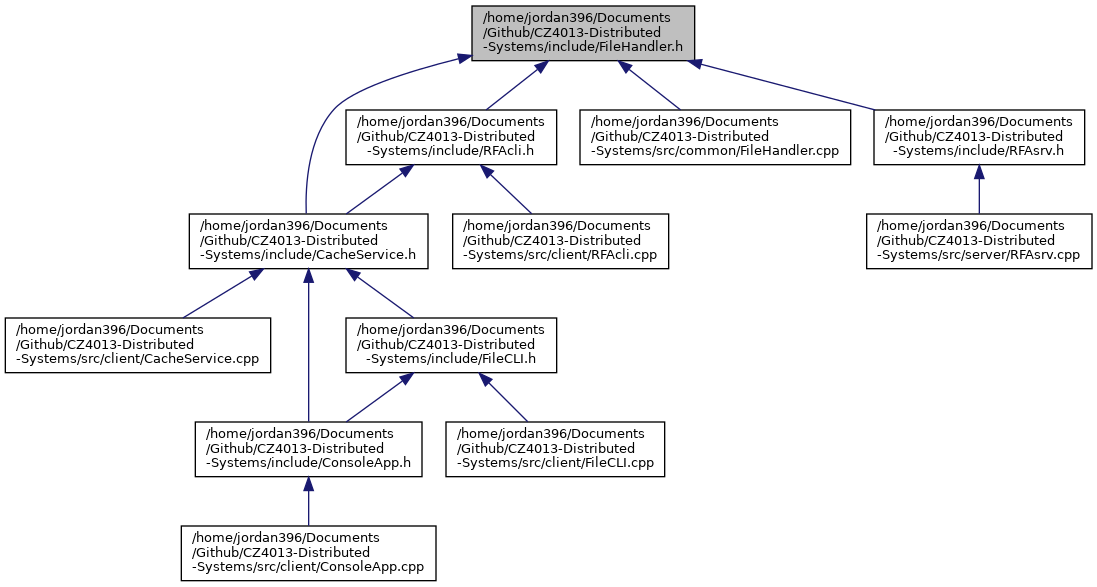 /home/jordan396/Documents
/Github/CZ4013-Distributed
-Systems/include/FileHandler.h
/home/jordan396/Documents
/Github/CZ4013-Distributed
-Systems/include/RFAcli.h
/home/jordan396/Documents
/Github/CZ4013-Distributed
-Systems/src/common/FileHandler.cpp
/home/jordan396/Documents
/Github/CZ4013-Distributed
-Systems/include/RFAsrv.h
/home/jordan396/Documents
/Github/CZ4013-Distributed
-Systems/include/CacheService.h
/home/jordan396/Documents
/Github/CZ4013-Distributed
-Systems/src/client/RFAcli.cpp
/home/jordan396/Documents
/Github/CZ4013-Distributed
-Systems/src/server/RFAsrv.cpp
/home/jordan396/Documents
/Github/CZ4013-Distributed
-Systems/src/client/CacheService.cpp
/home/jordan396/Documents
/Github/CZ4013-Distributed
-Systems/include/FileCLI.h
/home/jordan396/Documents
/Github/CZ4013-Distributed
-Systems/include/ConsoleApp.h
/home/jordan396/Documents
/Github/CZ4013-Distributed
-Systems/src/client/FileCLI.cpp
/home/jordan396/Documents
/Github/CZ4013-Distributed
-Systems/src/client/ConsoleApp.cpp